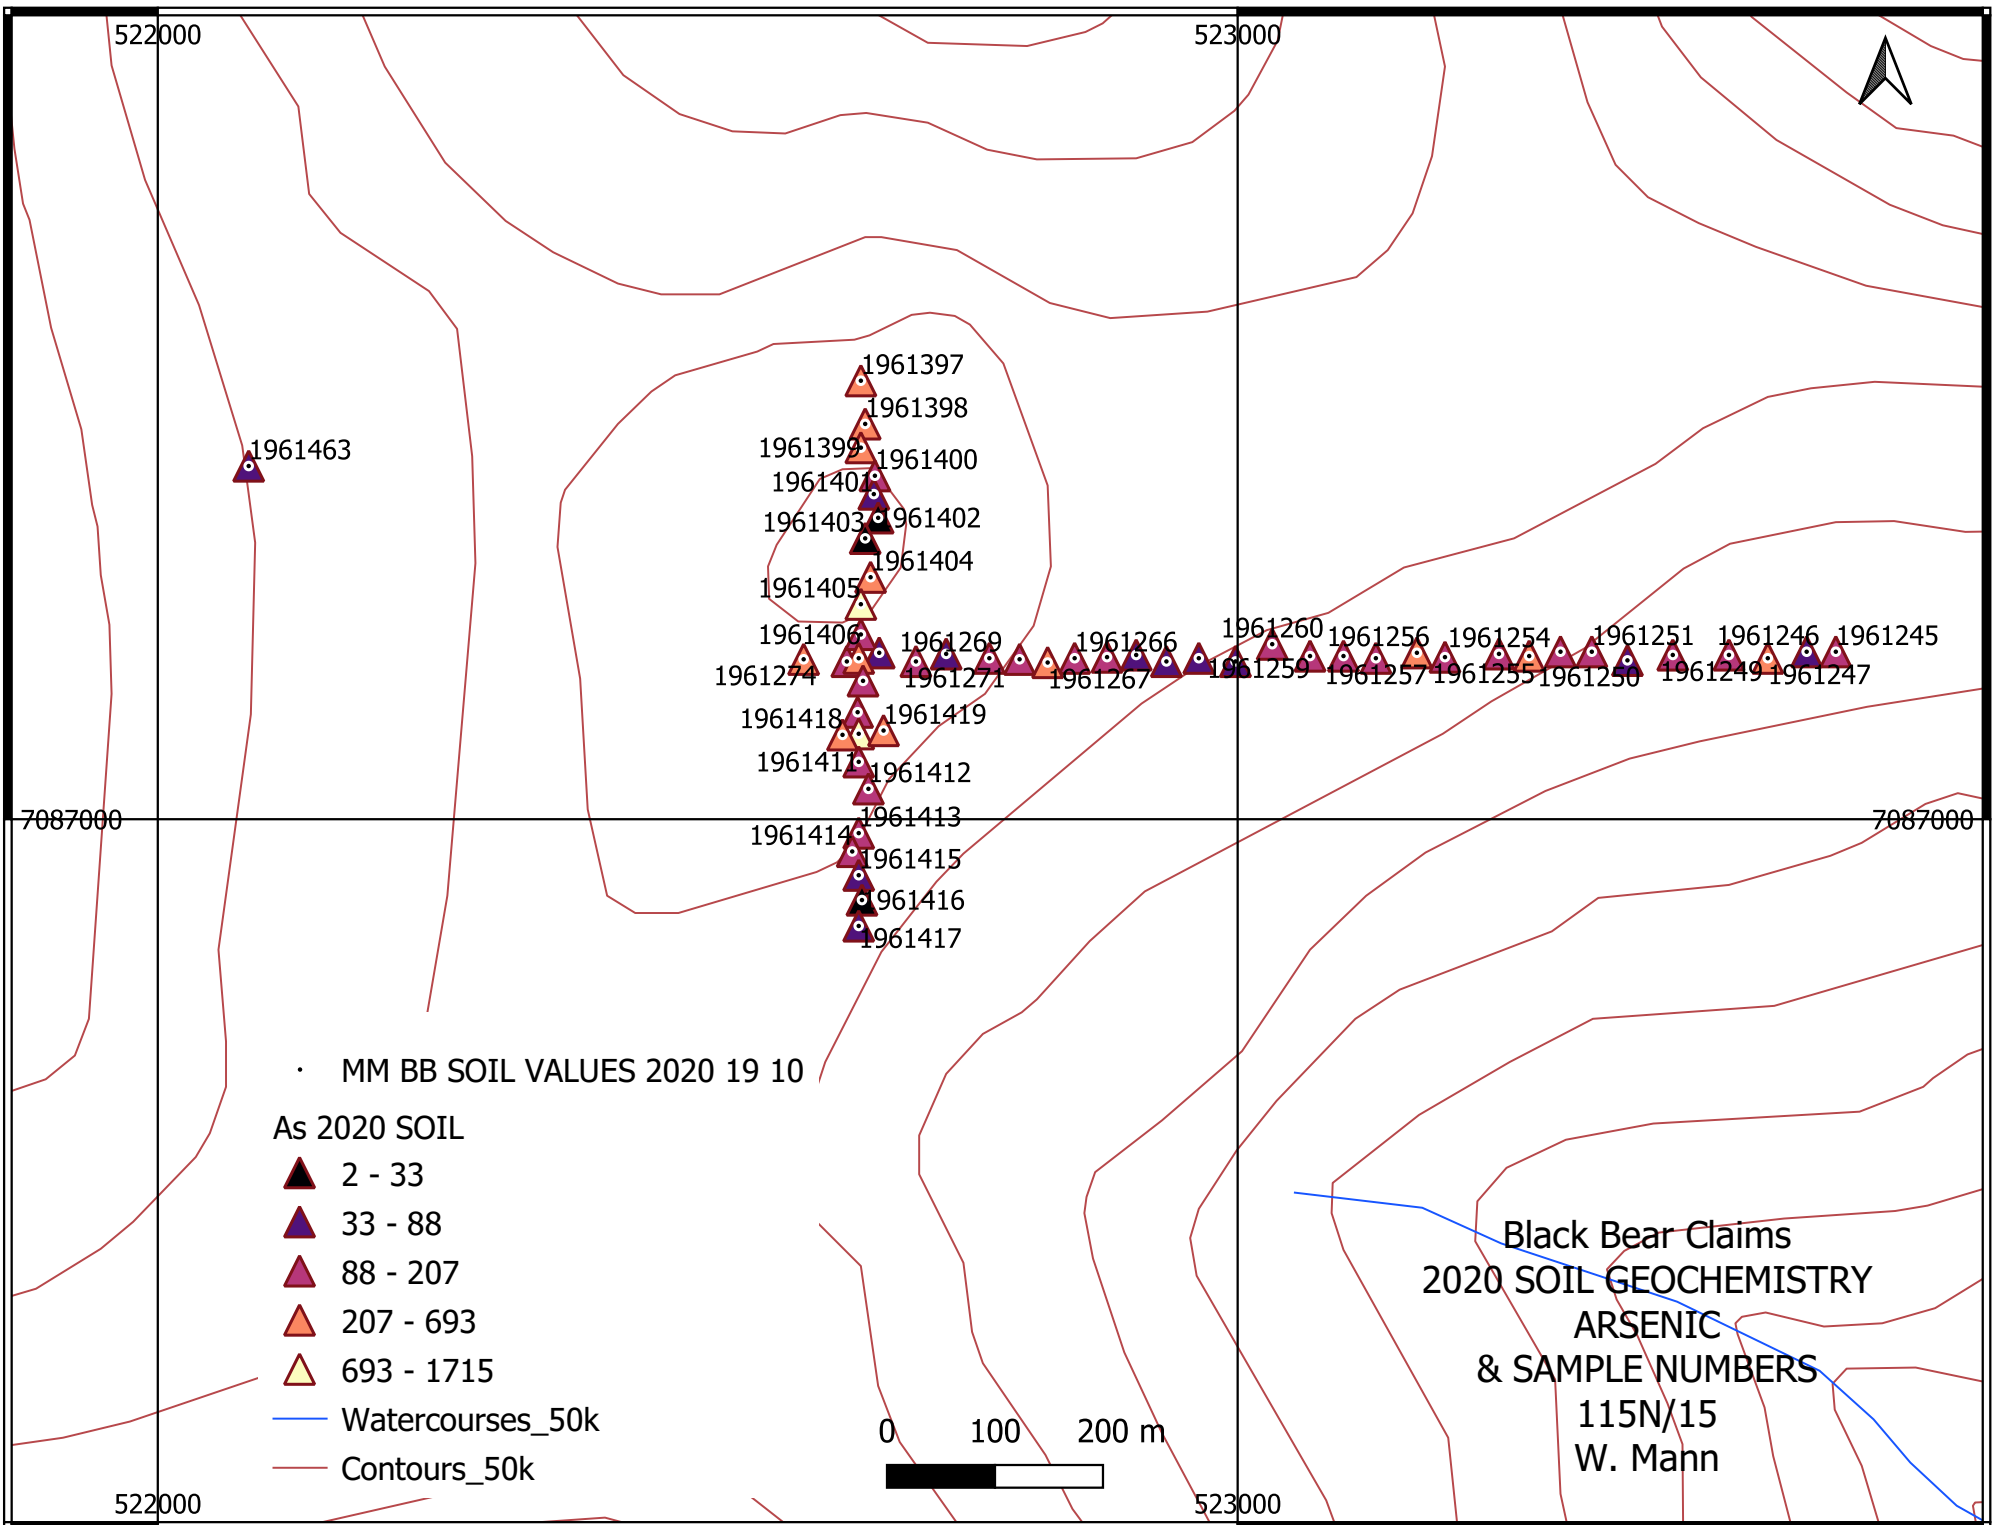 522000
523000
1961397
1961398
1961399
1961400
1961463
1961401
1961403
1961402
1961404
1961405
1961406
1961269
1961266
1961260
1961256
1961254
1961251
1961246
1961245
1961274
1961271
1961267
1961259
1961257
1961255
1961250
1961249
1961247
1961418
1961419
1961411
1961412
7087000
1961413
7087000
1961414
1961415
1961416
1961417
MM BB SOIL VALUES 2020 19 10
As 2020 SOIL
2 - 33
33 - 88
88 - 207
207 - 693
693 - 1715
Watercourses_50k
Contours_50k
0 100 200 m
Black Bear Claims
2020 SOIL GEOCHEMISTRY
ARSENIC
& SAMPLE NUMBERS
115N/15
W. Mann
522000
523000